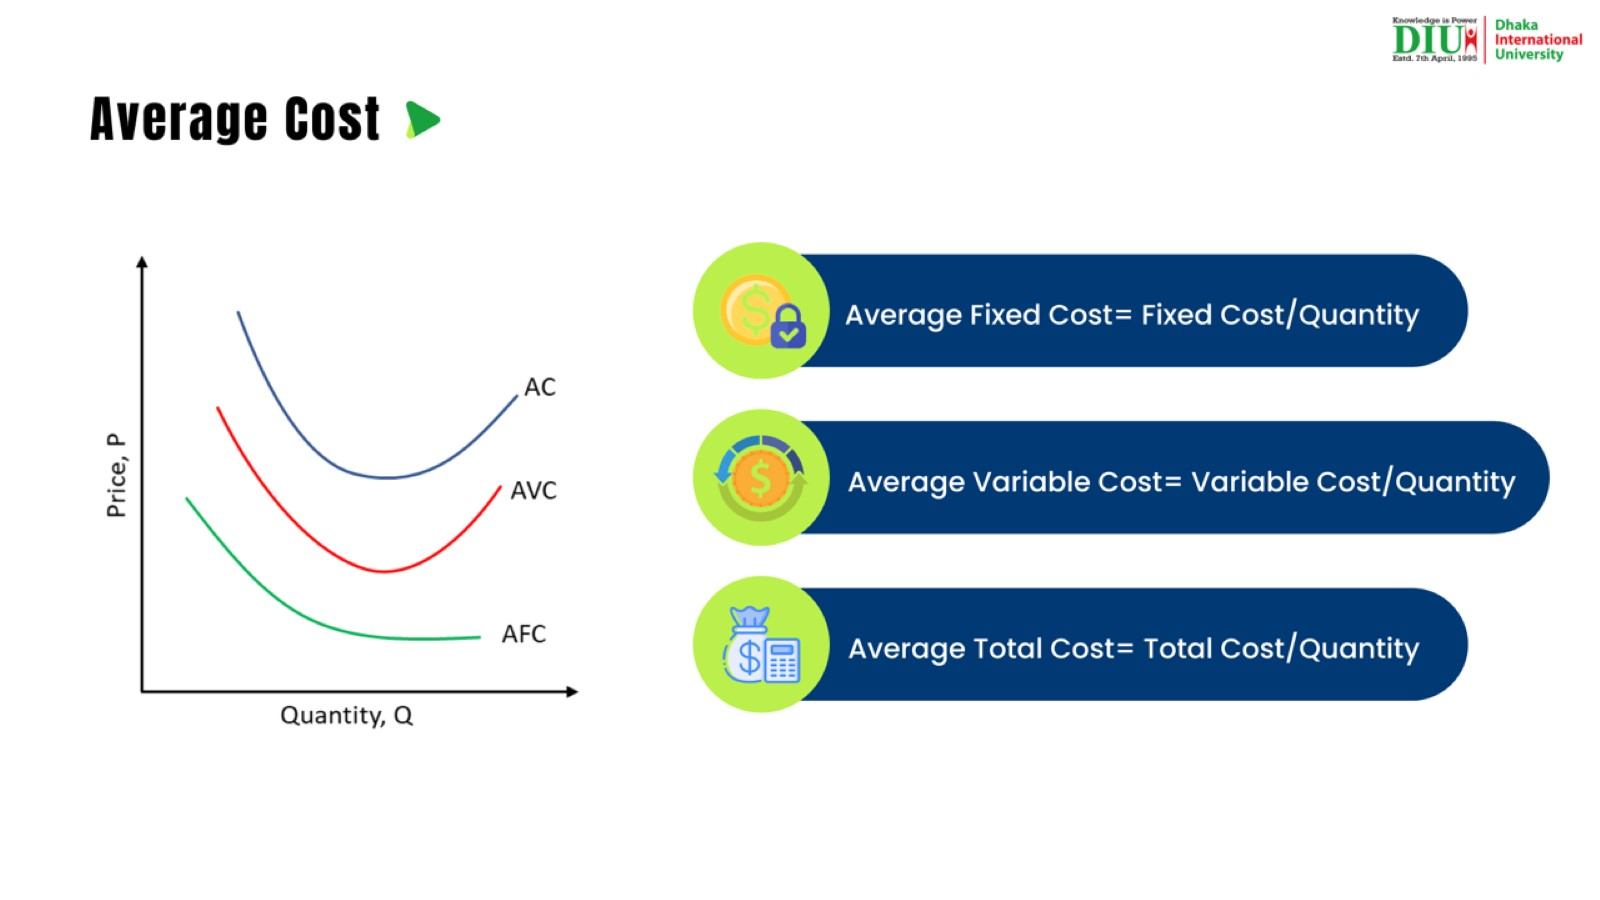 Knowledge is Power
DIU
Estd. 7th April, 1995
Dhaka
International
University
Average Cost
Price, P
AC
AVC
AFC
Quantity, Q
Average Fixed Cost= Fixed Cost/Quantity
Average Variable Cost= Variable Cost/Quantity
Average Total Cost= Total Cost/Quantity